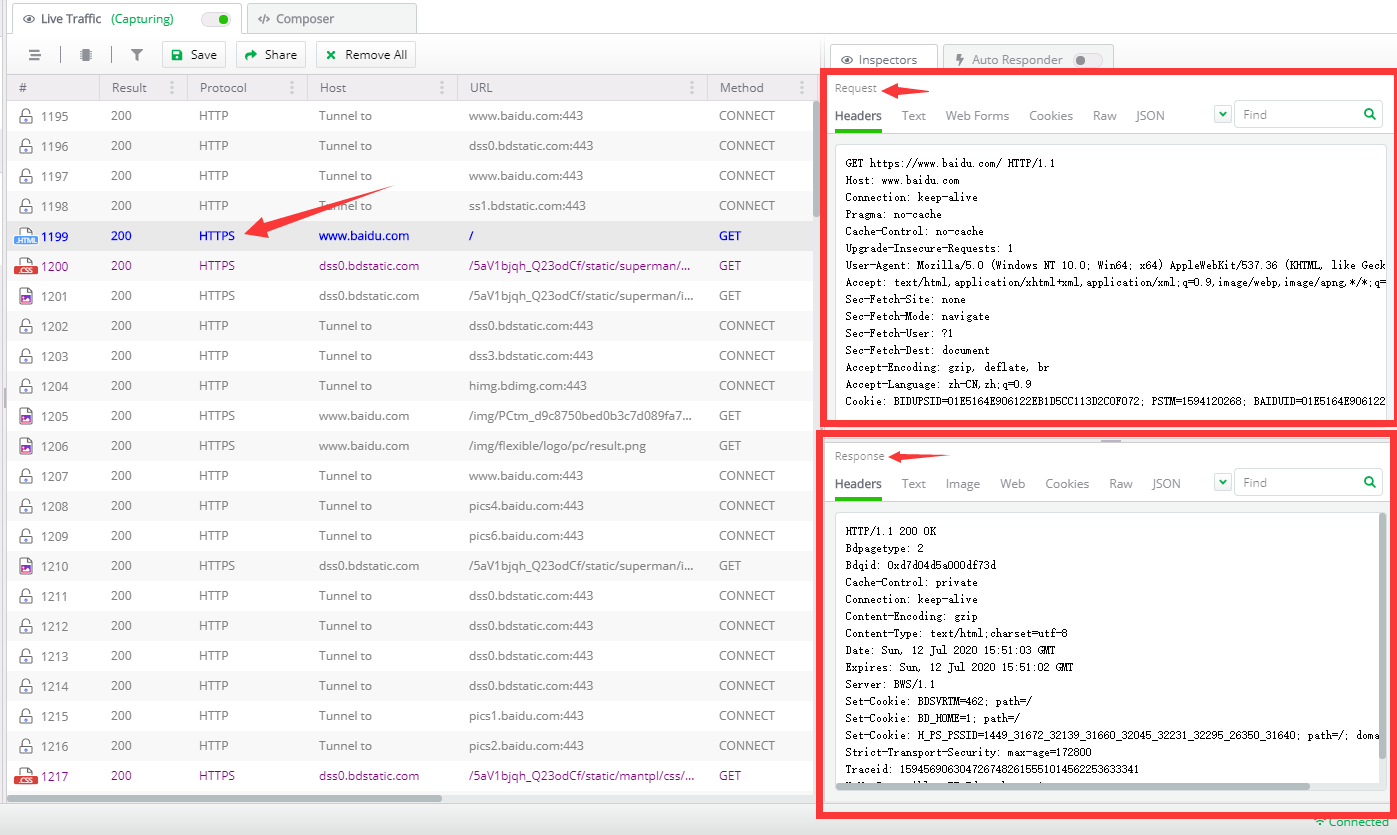 Live Traffic (Capturing)
Composer
Save
Share
Remove All
# Result Protocol Host URL Method
1195 200 HTTP Tunnel to www.baidu.com:443 CONNECT
1196 200 HTTP Tunnel to dss0.bdstatic.com:443 CONNECT
1197 200 HTTP Tunnel to www.baidu.com:443 CONNECT
1198 200 HTTP Tunnel to ss1.bdstatic.com:443 CONNECT
1199 200 HTTPS www.baidu.com / GET
1200 200 HTTPS dss0.bdstatic.com /5aV1bjqh_Q23odCf/static/superman/... GET
1201 200 HTTPS dss0.bdstatic.com /5aV1bjqh_Q23odCf/static/superman/i... GET
1202 200 HTTP Tunnel to dss0.bdstatic.com:443 CONNECT
1203 200 HTTP Tunnel to dss3.bdstatic.com:443 CONNECT
1204 200 HTTP Tunnel to himg.bdimg.com:443 CONNECT
1205 200 HTTPS www.baidu.com /img/PCtm_d9c8750bed0b3c7d089fa7... GET
1206 200 HTTPS www.baidu.com /img/flexible/logo/pc/result.png GET
1207 200 HTTP Tunnel to www.baidu.com:443 CONNECT
1208 200 HTTP Tunnel to pics4.baidu.com:443 CONNECT
1209 200 HTTP Tunnel to pics6.baidu.com:443 CONNECT
1210 200 HTTPS dss0.bdstatic.com /5aV1bjqh_Q23odCf/static/superman/i... GET
1211 200 HTTP Tunnel to dss0.bdstatic.com:443 CONNECT
1212 200 HTTP Tunnel to dss0.bdstatic.com:443 CONNECT
1213 200 HTTP Tunnel to dss0.bdstatic.com:443 CONNECT
1214 200 HTTP Tunnel to dss0.bdstatic.com:443 CONNECT
1215 200 HTTP Tunnel to pics1.baidu.com:443 CONNECT
1216 200 HTTP Tunnel to pics2.baidu.com:443 CONNECT
1217 200 HTTPS dss0.bdstatic.com /5aV1bjqh_Q23odCf/static/mantpl/css/... GET
Inspectors
Auto Responder
Request
Headers Text Web Forms Cookies Raw JSON Find
GET https://www.baidu.com/ HTTP/1.1
Host: www.baidu.com
Connection: keep-alive
Pragma: no-cache
Cache-Control: no-cache
Upgrade-Insecure-Requests: 1
User-Agent: Mozilla/5.0 (Windows NT 10.0; Win64; x64) AppleWebKit/537.36 (KHTML, like Geck
Accept: text/html,application/xhtml+xml,application/xml;q=0.9,image/webp,image/apng,*/*;q=
Sec-Fetch-Site: none
Sec-Fetch-Mode: navigate
Sec-Fetch-User: ?1
Sec-Fetch-Dest: document
Accept-Encoding: gzip, deflate, br
Accept-Language: zh-CN,zh;q=0.9
Cookie: BIDUPSID=01E5164E906122EB1D5CC113D2C0F072; PSTM=1594120268; BAIDUID=01E5164E906122
Response
Headers Text Image Web Cookies Raw JSON Find
HTTP/1.1 200 OK
Bdpagetype: 2
Bdqid: 0xd7d04d5a000df73d
Cache-Control: private
Connection: keep-alive
Content-Encoding: gzip
Content-Type: text/html;charset=utf-8
Date: Sun, 12 Jul 2020 15:51:03 GMT
Expires: Sun, 12 Jul 2020 15:51:02 GMT
Server: BWS/1.1
Set-Cookie: BDSVRTM=462; path=/
Set-Cookie: BD_HOME=1; path=/
Set-Cookie: H_PS_PSSID=1449_31672_32139_31660_32045_32231_32295_26350_31640; path=/; doma
Strict-Transport-Security: max-age=172800
Traceid: 1594569063047267482615551014562253633341
Connected